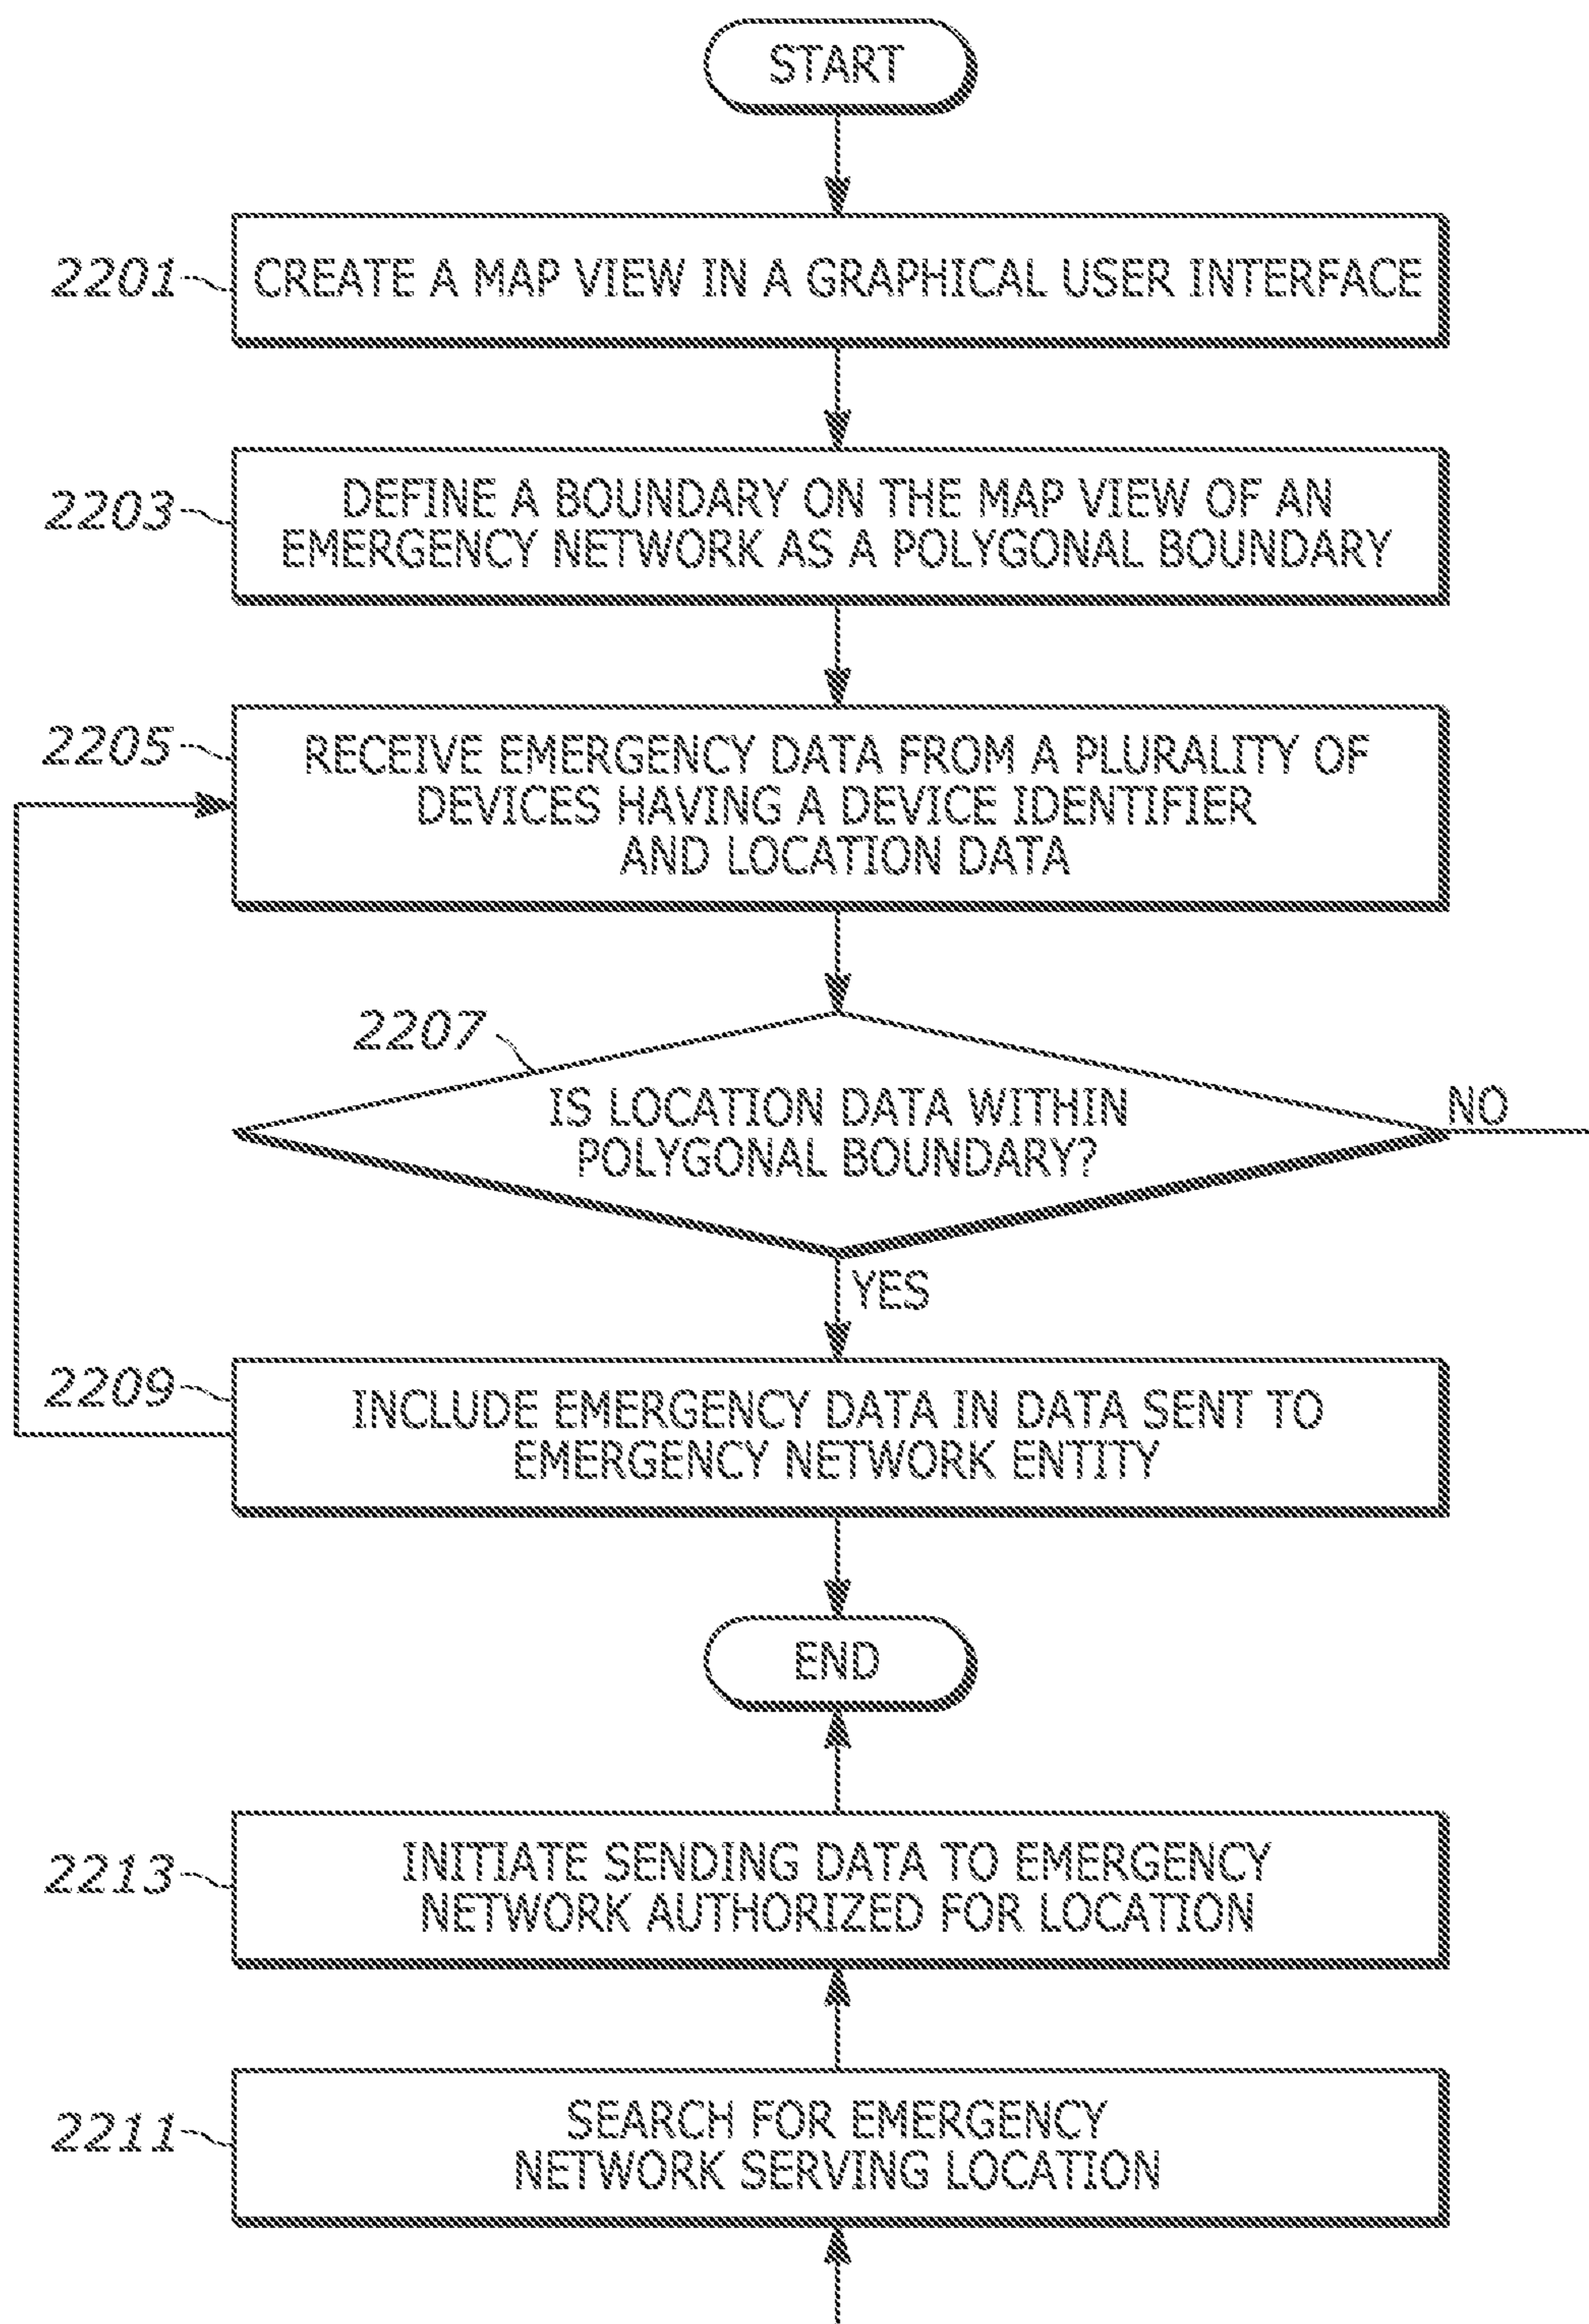 START
2201
CREATE A MAP VIEW IN A GRAPHICAL USER INTERFACE
2203
DEFINE A BOUNDARY ON THE MAP VIEW OF AN
EMERGENCY NETWORK AS A POLYGONAL BOUNDARY
2205
RECEIVE EMERGENCY DATA FROM A PLURALITY OF
DEVICES HAVING A DEVICE IDENTIFIER
AND LOCATION DATA
2207
IS LOCATION DATA WITHIN
POLYGONAL BOUNDARY?
NO
YES
2209
INCLUDE EMERGENCY DATA IN DATA SENT TO
EMERGENCY NETWORK ENTITY
END
2213
INITIATE SENDING DATA TO EMERGENCY
NETWORK AUTHORIZED FOR LOCATION
2211
SEARCH FOR EMERGENCY
NETWORK SERVING LOCATION